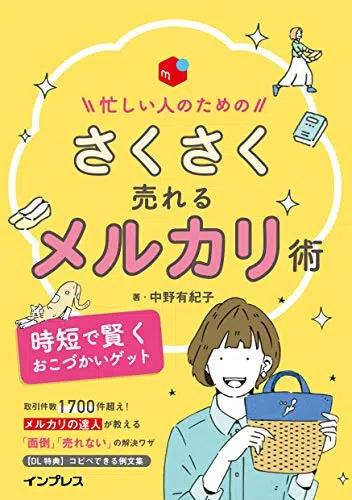 m
忙しい人のための
さくさく
売れる
メルカリ術
著・中野有紀子
時短で賢く
おこづかいゲット
取引件数1700件超え!
メルカリの達人が教える
「面倒」「売れない」の解決ワザ
【DL特典】コピペできる例文集
インプレス